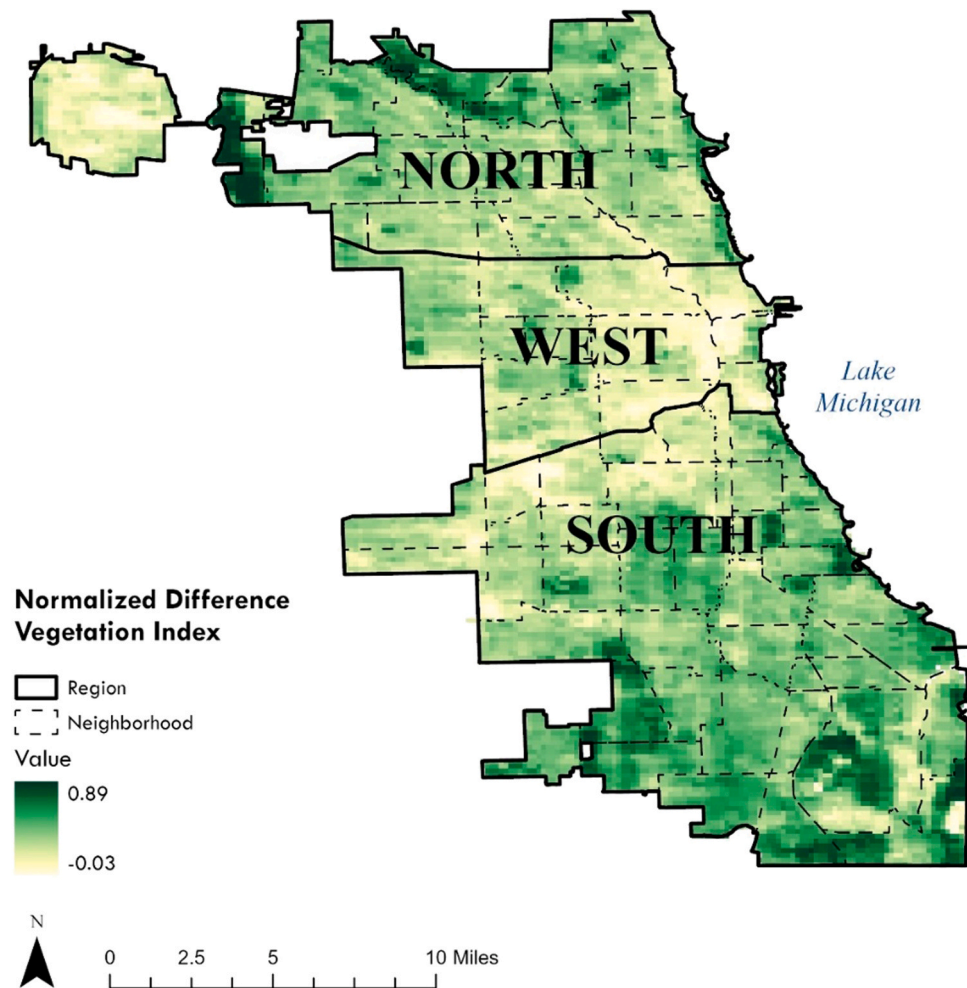 NORTH
WEST
Lake
Michigan
SOUTH
Normalized Difference
Vegetation Index
Region
Neighborhood
Value
0.89
-0.03
N
0 2.5 5 10 Miles